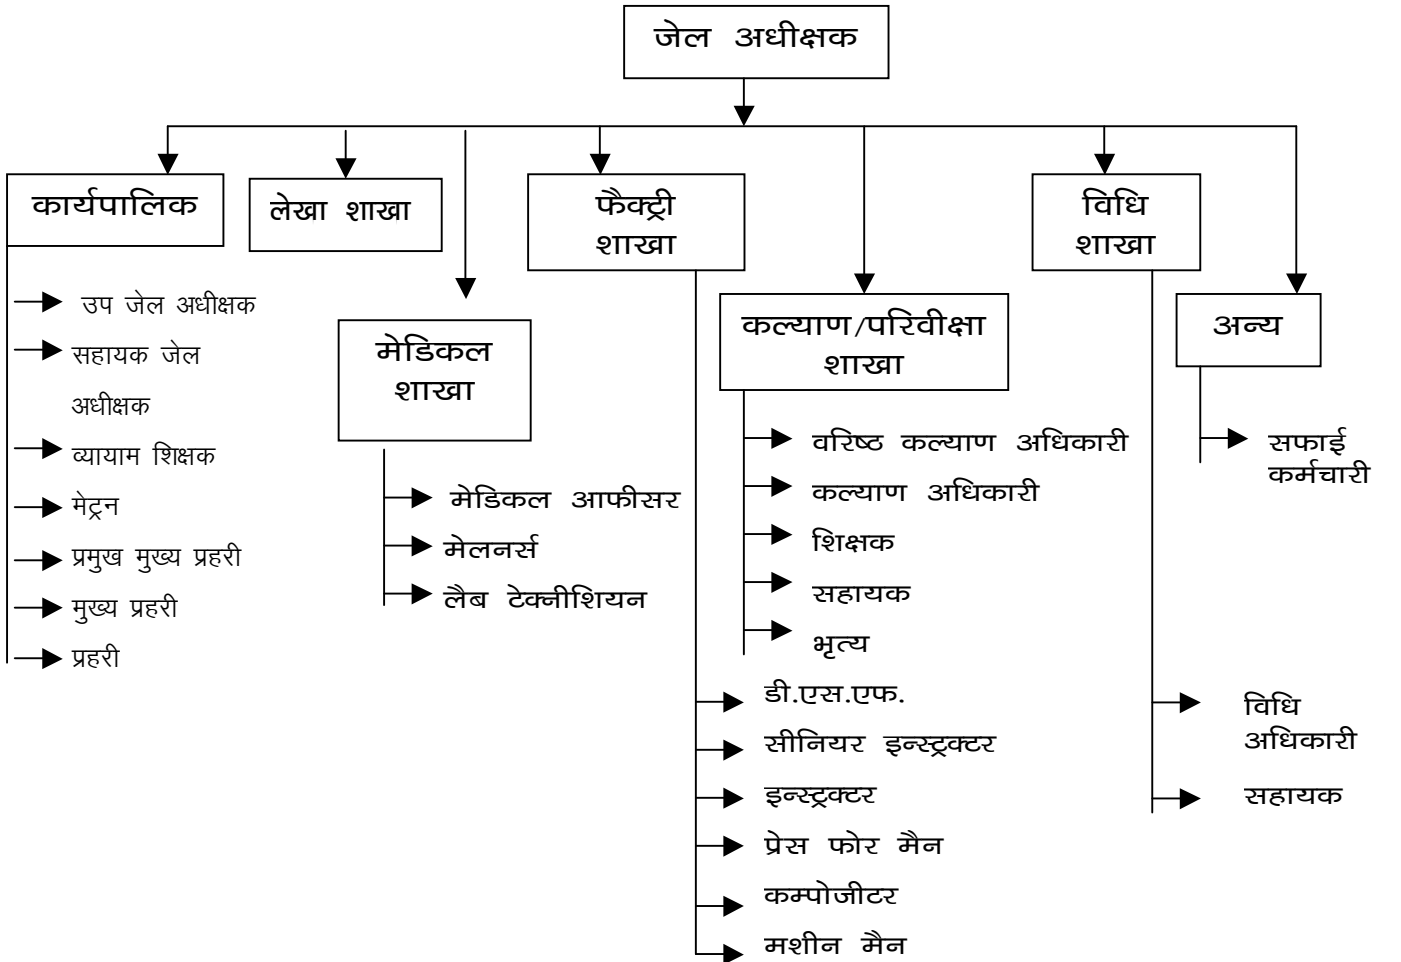 जेल अधीक्षक
कार्यपालिक
उप जेल अधीक्षक
सहायक जेल
अधीक्षक
व्यायाम शिक्षक
मेट्रन
प्रमुख मुख्य प्रहरी
मुख्य प्रहरी
प्रहरी
लेखा शाखा
मेडिकल
शाखा
मेडिकल आफीसर
मेलनर्स
लैब टेक्नीशियन
फैक्ट्री
शाखा
डी.एस.एफ.
सीनियर इन्स्ट्रक्टर
इन्स्ट्रक्टर
प्रेस फोर मैन
कम्पोजीटर
मशीन मैन
कल्याण/परिवीक्षा
शाखा
वरिष्ठ कल्याण अधिकारी
कल्याण अधिकारी
शिक्षक
सहायक
भृत्य
विधि
शाखा
विधि
अधिकारी
सहायक
अन्य
सफाई
कर्मचारी